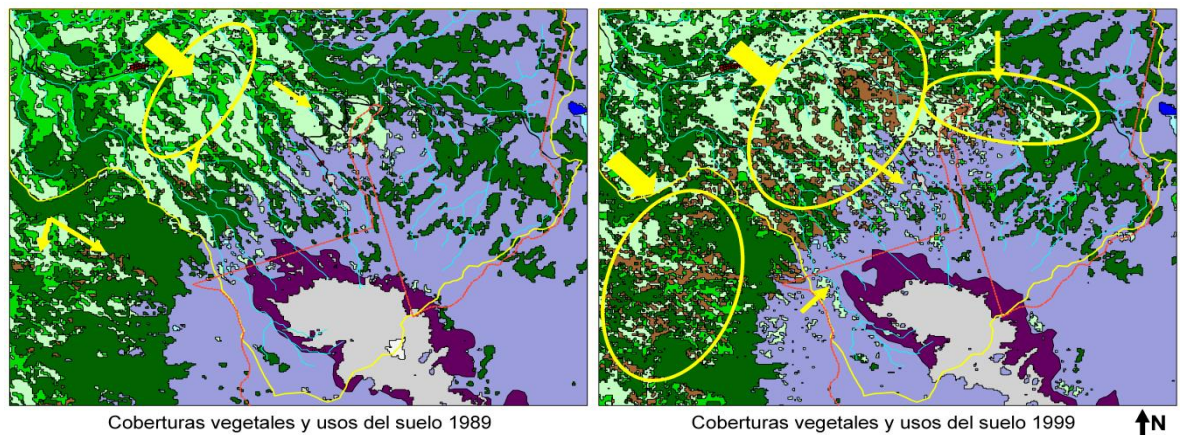 Coberturas vegetales y usos del suelo 1989
Coberturas vegetales y usos del suelo 1999
N